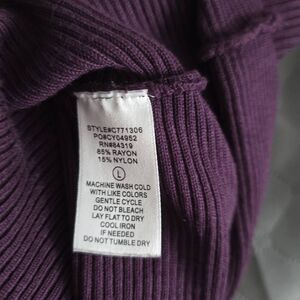 STYLE#C771306
PO#CY04952
RN#84319
85% RAYON
15% NYLON
L
MACHINE WASH COLD
WITH LIKE COLORS
GENTLE CYCLE
DO NOT BLEACH
LAY FLAT TO DRY
COOL IRON
IF NEEDED
DO NOT TUMBLE DRY